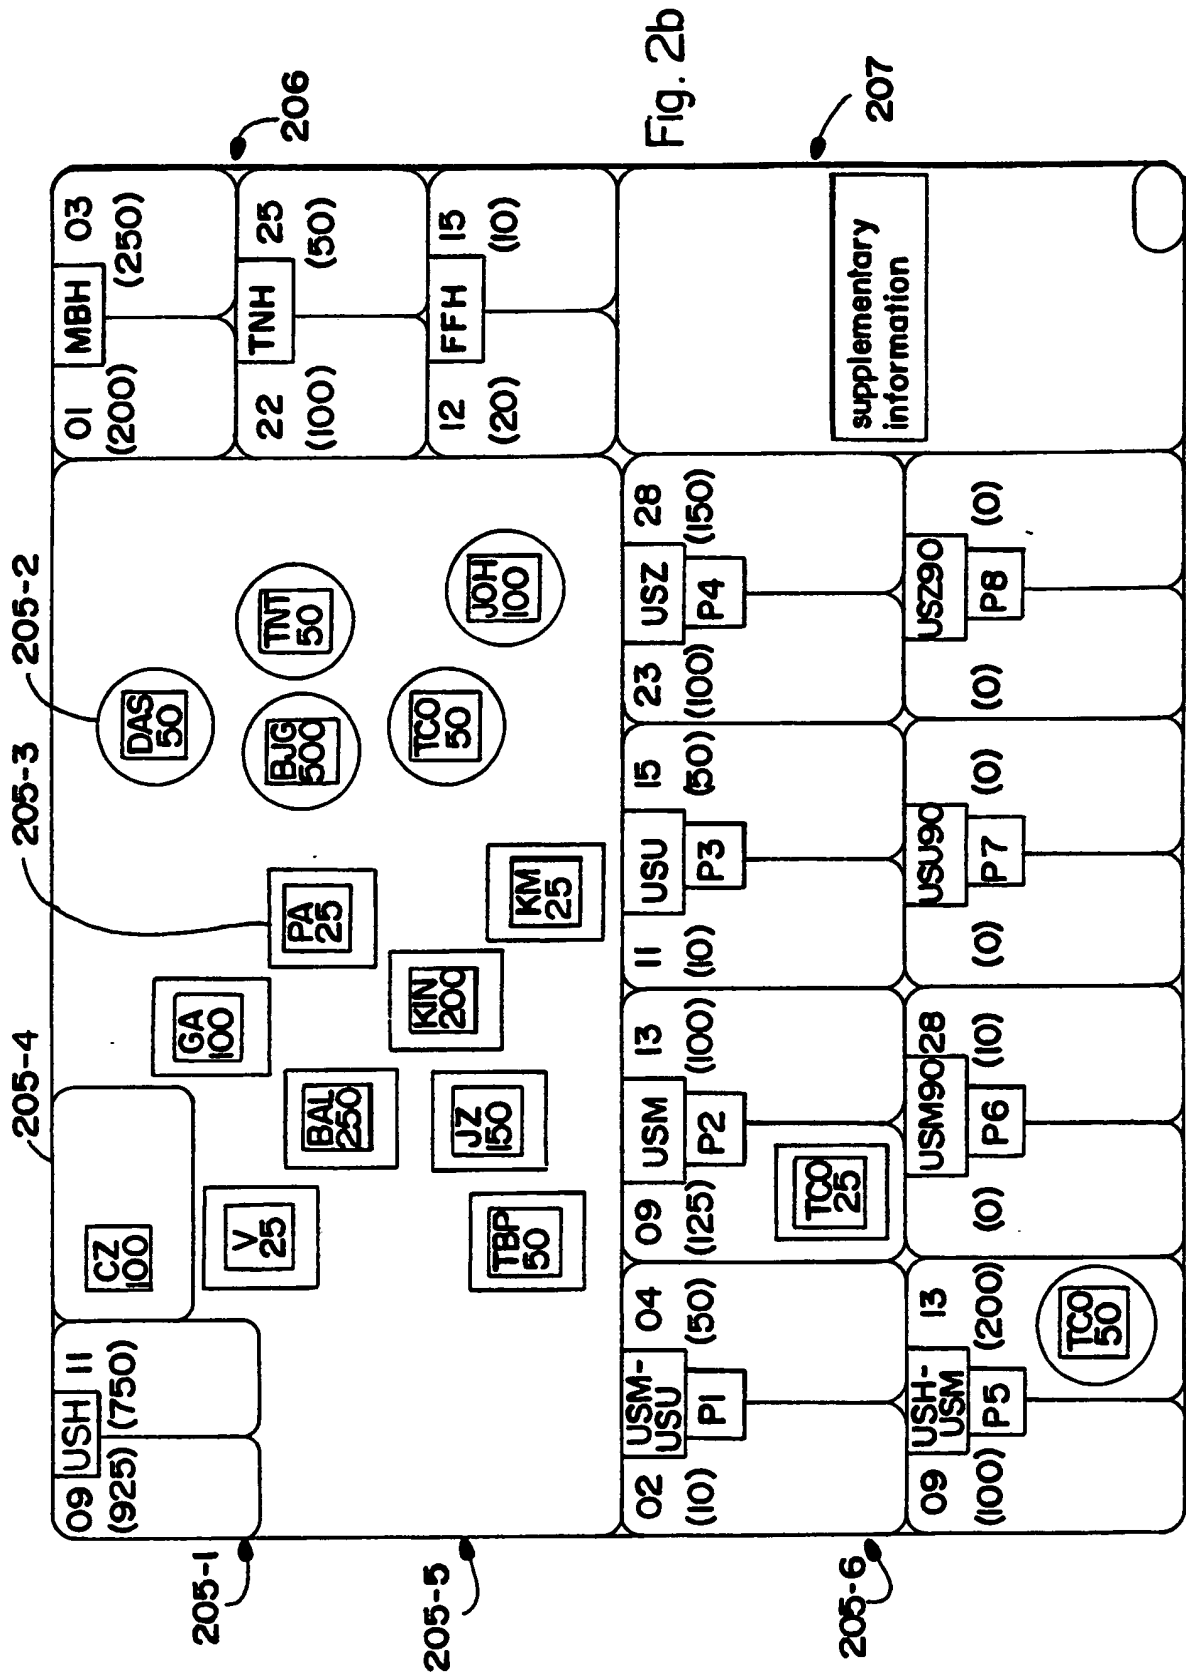 205-4
205-3
205-2
09 USH 11
(925) (750)
CZ
100
DAS
50
01 MBH 03
(200) (250)
206
205-1
V
25
GA
100
BAL
250
PA
25
BJG
500
TNT
50
22 TNH 25
(100) (50)
205-5
TBP
50
JZ
150
KIN
200
KM
25
TCO
50
JOH
100
12 FFH 15
(20) (10)
Fig. 2b
02 USM-
USU 04
(10) P1 (50)
09 USM 13
(125) P2 (100)
TCO
25
11 USU 15
(10) P3 (50)
23 USZ 28
(100) P4 (150)
205-6
207
supplementary
information
09 USH-
USM 13
(100) P5 (200)
TCO
50
USM90 28
(0) P6 (10)
USU90
(0) P7 (0)
USZ90
(0) P8 (0)